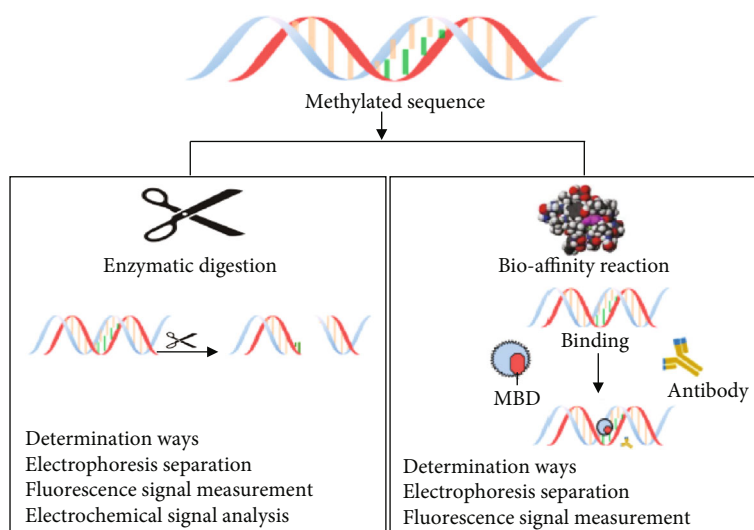 Methylated sequence
Enzymatic digestion
Determination ways
Electrophoresis separation
Fluorescence signal measurement
Electrochemical signal analysis
Bio-affinity reaction
Binding
MBD
Antibody
Determination ways
Electrophoresis separation
Fluorescence signal measurement